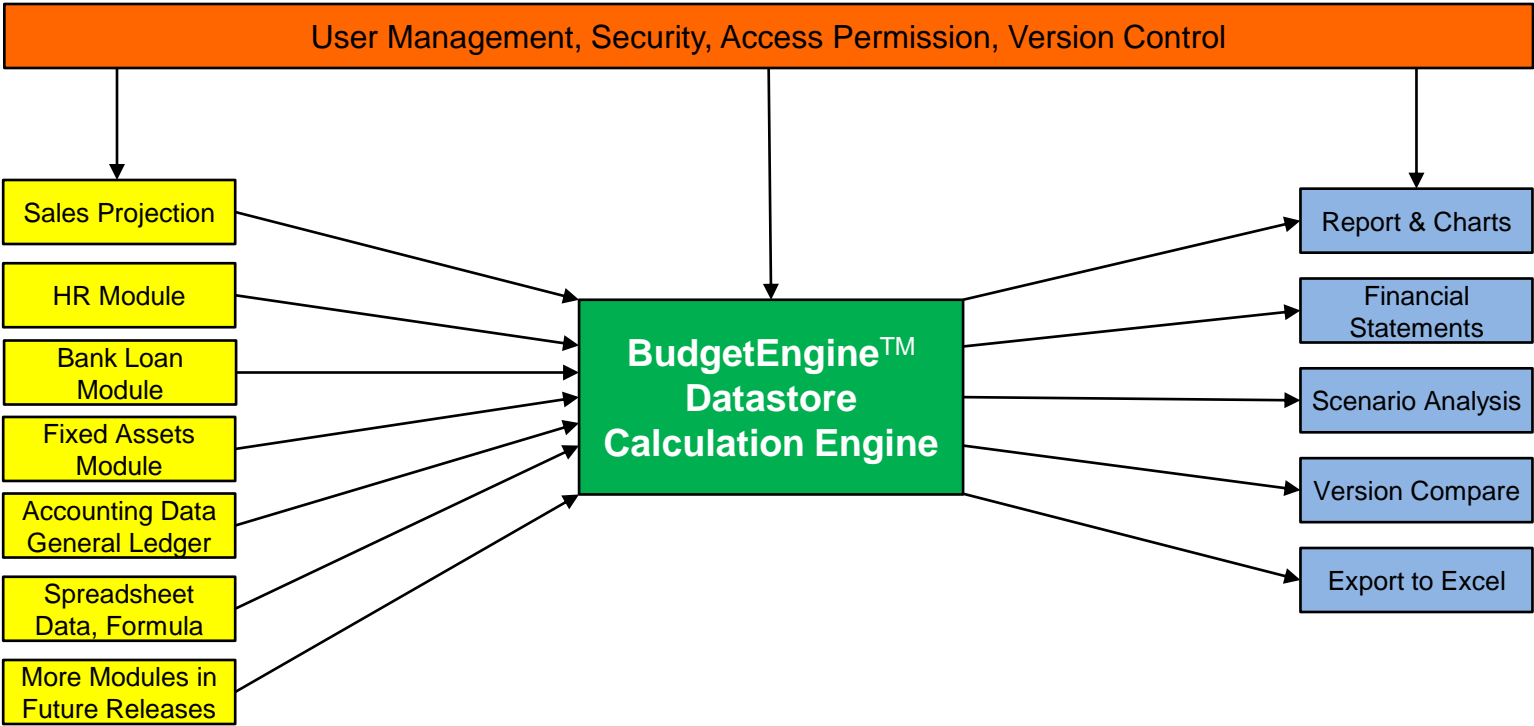 User Management, Security, Access Permission, Version Control
Sales Projection
HR Module
Bank Loan
Module
Fixed Assets
Module
Accounting Data
General Ledger
Spreadsheet
Data, Formula
More Modules in
Future Releases
BudgetEngine™
Datastore
Calculation Engine
Report & Charts
Financial
Statements
Scenario Analysis
Version Compare
Export to Excel